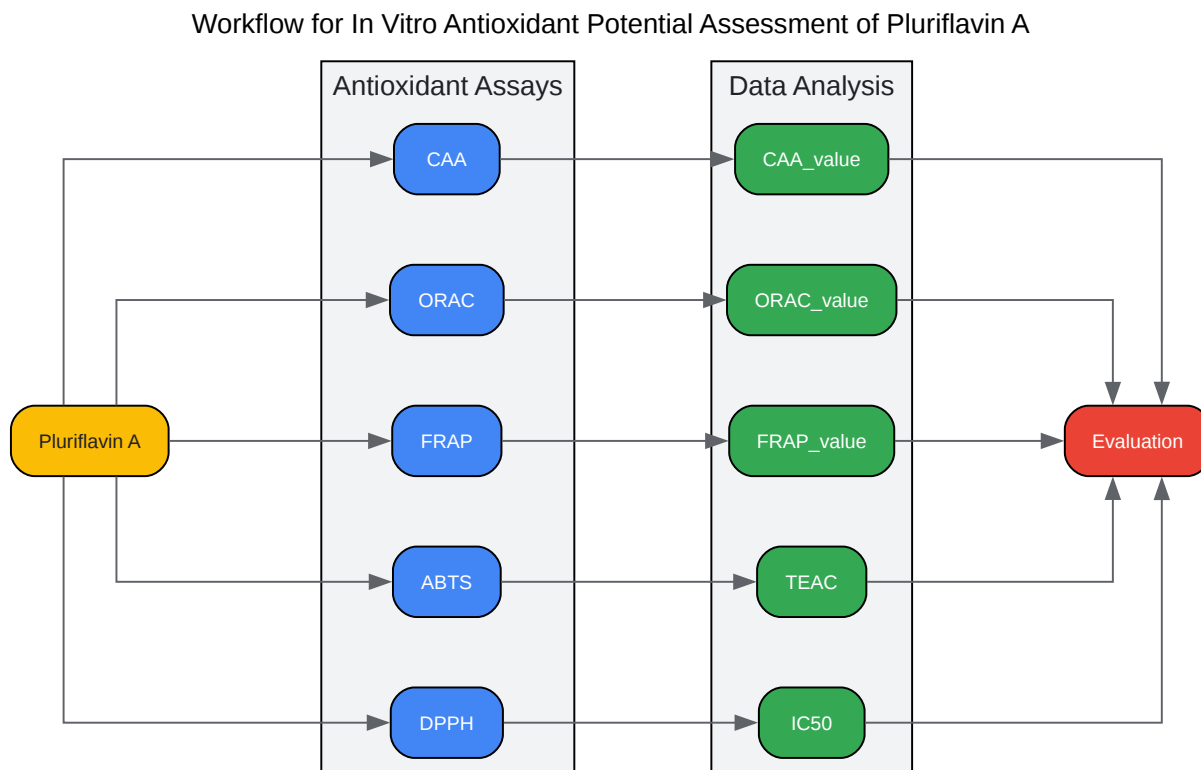 Workflow for In Vitro Antioxidant Potential Assessment of Pluriflavin A
Antioxidant Assays
Data Analysis
CAA
CAA_value
ORAC
ORAC_value
Pluriflavin A
FRAP
FRAP_value
Evaluation
ABTS
TEAC
DPPH
IC50